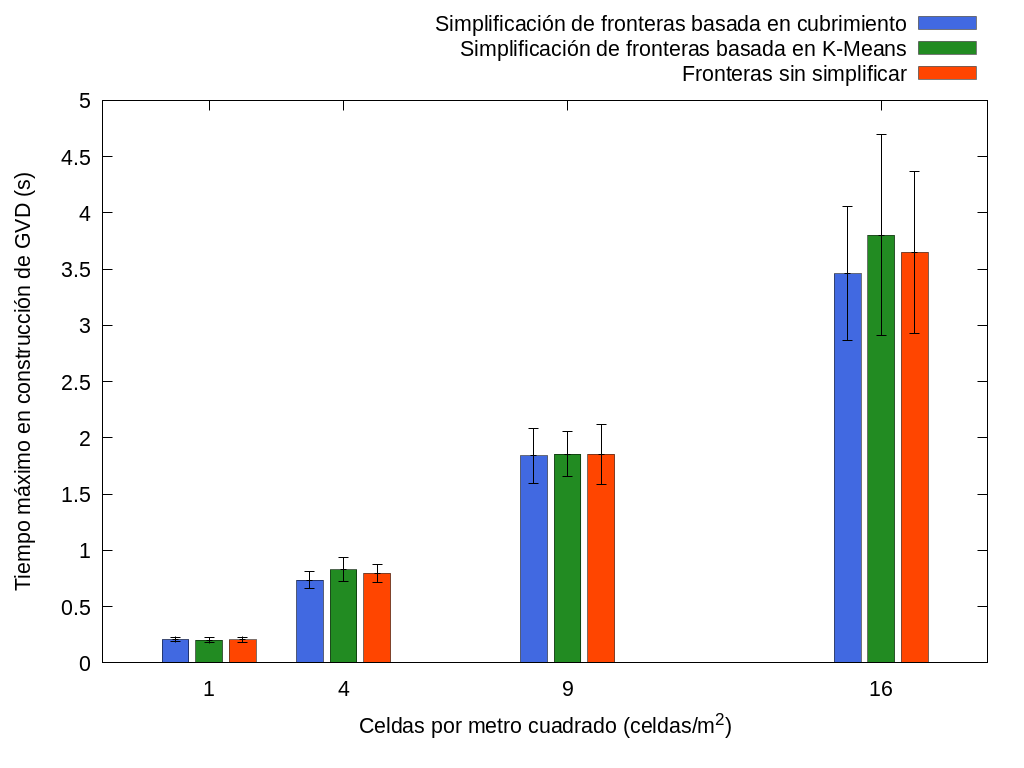 Simplificación de fronteras basada en cubrimiento
Simplificación de fronteras basada en K-Means
Fronteras sin simplificar
Tiempo máximo en construcción de GVD (s)
5
4.5
4
3.5
3
2.5
2
1.5
1
0.5
0
1 4 9 16
Celdas por metro cuadrado (celdas/m²)